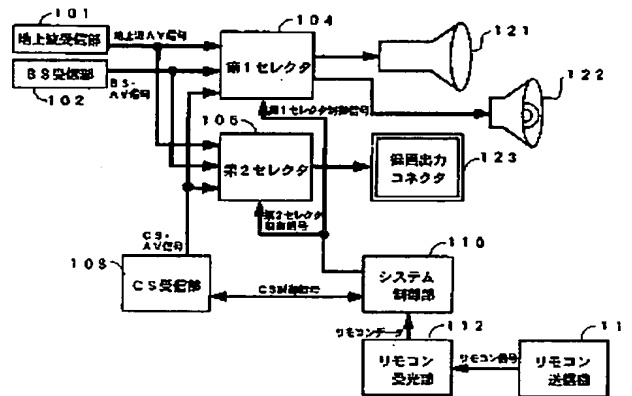 101
地上波受信部
地上波AV信号
BS受信部
102
BS-
AV信号
104
第1セレクタ
121
122
第1セレクタ制御信号
105
第2セレクタ
録画出力
コネクタ
123
第2セレクタ
制御信号
CS-
AV信号
108
CS受信部
CS制御信号
110
システム
制御部
リモコンデータ
112
リモコン
受光部
リモコン信号
11
リモコン
送信部